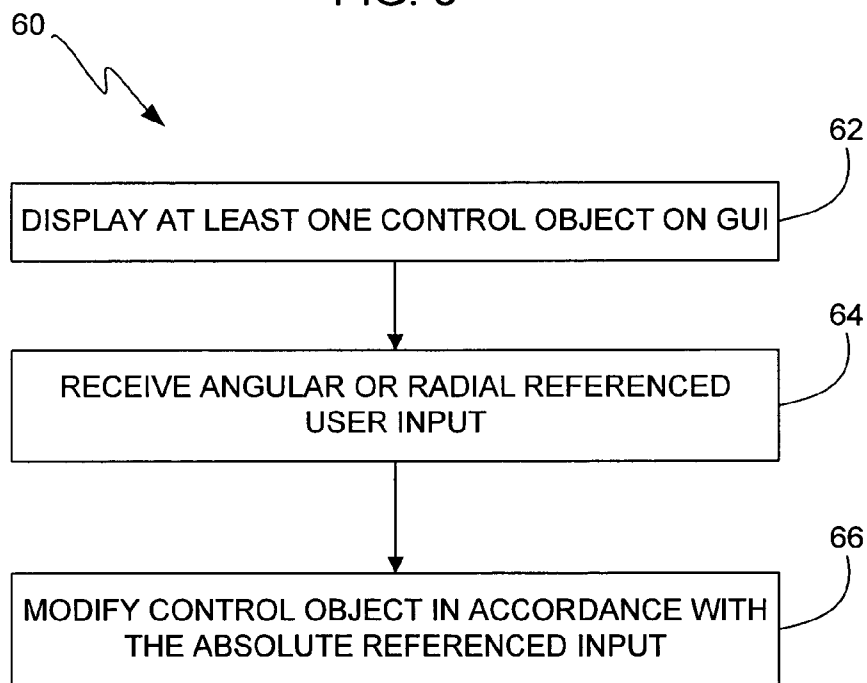 60
62
DISPLAY AT LEAST ONE CONTROL OBJECT ON GUI
64
RECEIVE ANGULAR OR RADIAL REFERENCED
USER INPUT
66
MODIFY CONTROL OBJECT IN ACCORDANCE WITH
THE ABSOLUTE REFERENCED INPUT